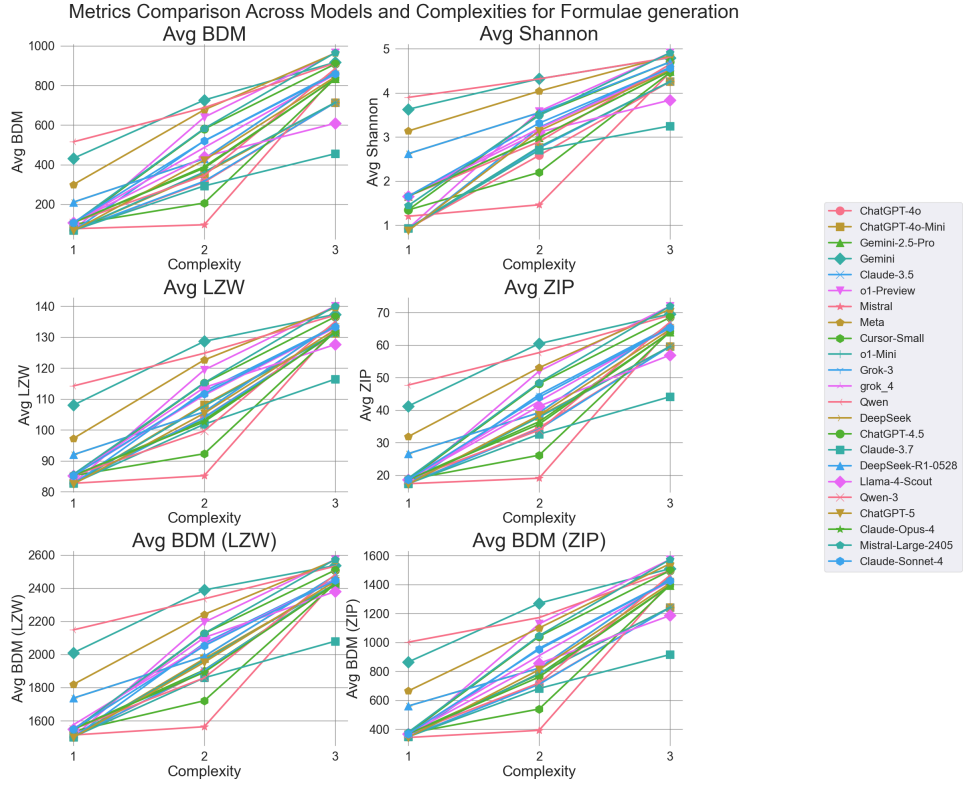 Metrics Comparison Across Models and Complexities for Formulae generation
Avg BDM
Avg BDM
1000
800
600
400
200
1 2 3
Complexity
Avg Shannon
Avg Shannon
5
4
3
2
1
1 2 3
Complexity
Avg LZW
Avg LZW
140
130
120
110
100
90
80
1 2 3
Complexity
Avg ZIP
Avg ZIP
70
60
50
40
30
20
1 2 3
Complexity
Avg BDM (LZW)
Avg BDM (LZW)
2600
2400
2200
2000
1800
1600
1 2 3
Complexity
Avg BDM (ZIP)
Avg BDM (ZIP)
1600
1400
1200
1000
800
600
400
1 2 3
Complexity
ChatGPT-4o
ChatGPT-4o-Mini
Gemini-2.5-Pro
Gemini
Claude-3.5
o1-Preview
Mistral
Meta
Cursor-Small
o1-Mini
Grok-3
grok_4
Qwen
DeepSeek
ChatGPT-4.5
Claude-3.7
DeepSeek-R1-0528
Llama-4-Scout
Qwen-3
ChatGPT-5
Claude-Opus-4
Mistral-Large-2405
Claude-Sonnet-4